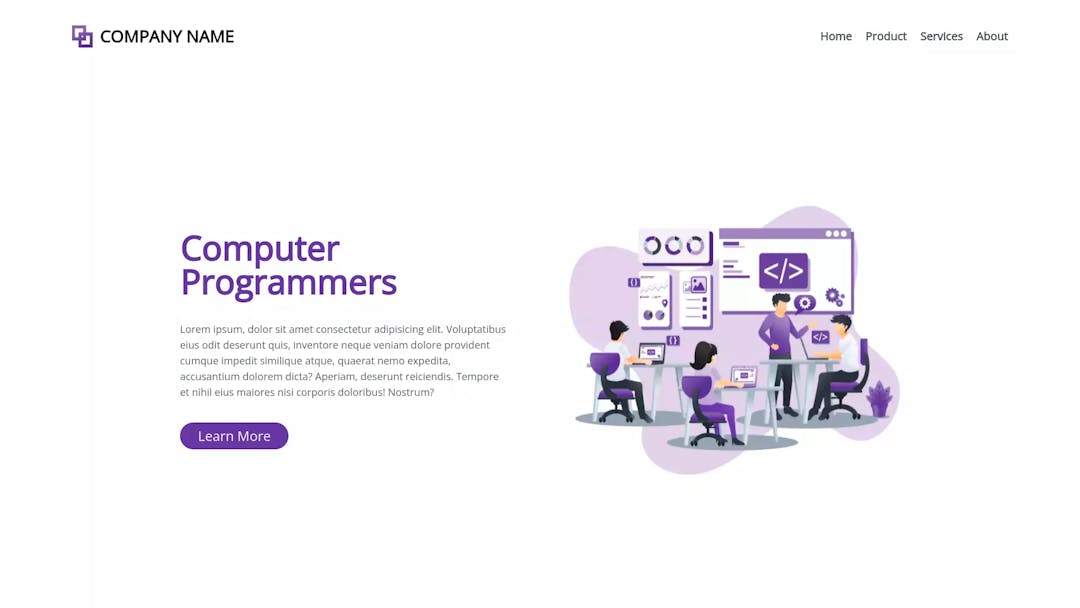 COMPANY NAME
Home Product Services About
Computer
Programmers
Lorem ipsum, dolor sit amet consectetur adipisicing elit. Voluptatibus
eius odit deserunt quis, inventore neque veniam dolore provident
cumque impedit similique atque, quaerat nemo expedita,
accusantium dolorem dicta? Aperiam, deserunt reiciendis. Tempore
et nihil eius maiores nisi corporis doloribus! Nostrum?
Learn More